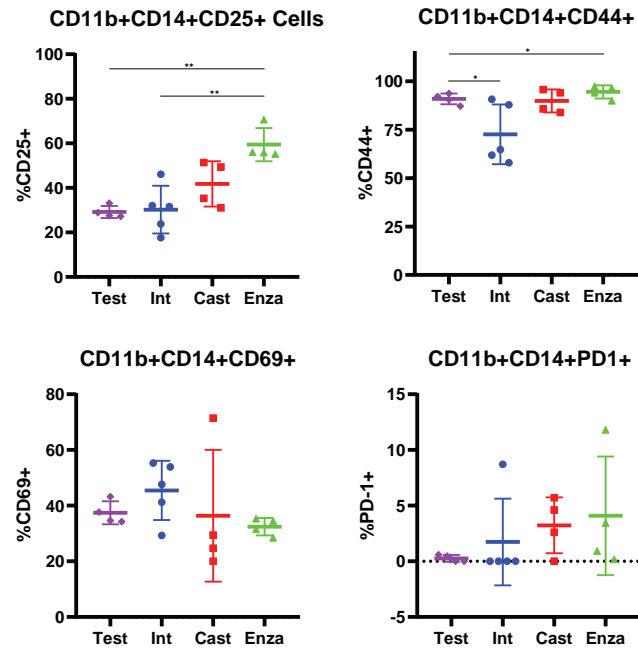 CD11b+CD14+CD25+ Cells
%CD25+
100
80
60
40
20
0
**
**
Test Int Cast Enza
CD11b+CD14+CD44+
%CD44+
100
75
50
25
0
*
*
Test Int Cast Enza
CD11b+CD14+CD69+
%CD69+
80
60
40
20
0
Test Int Cast Enza
CD11b+CD14+PD1+
%PD-1+
15
10
5
0
-5
Test Int Cast Enza